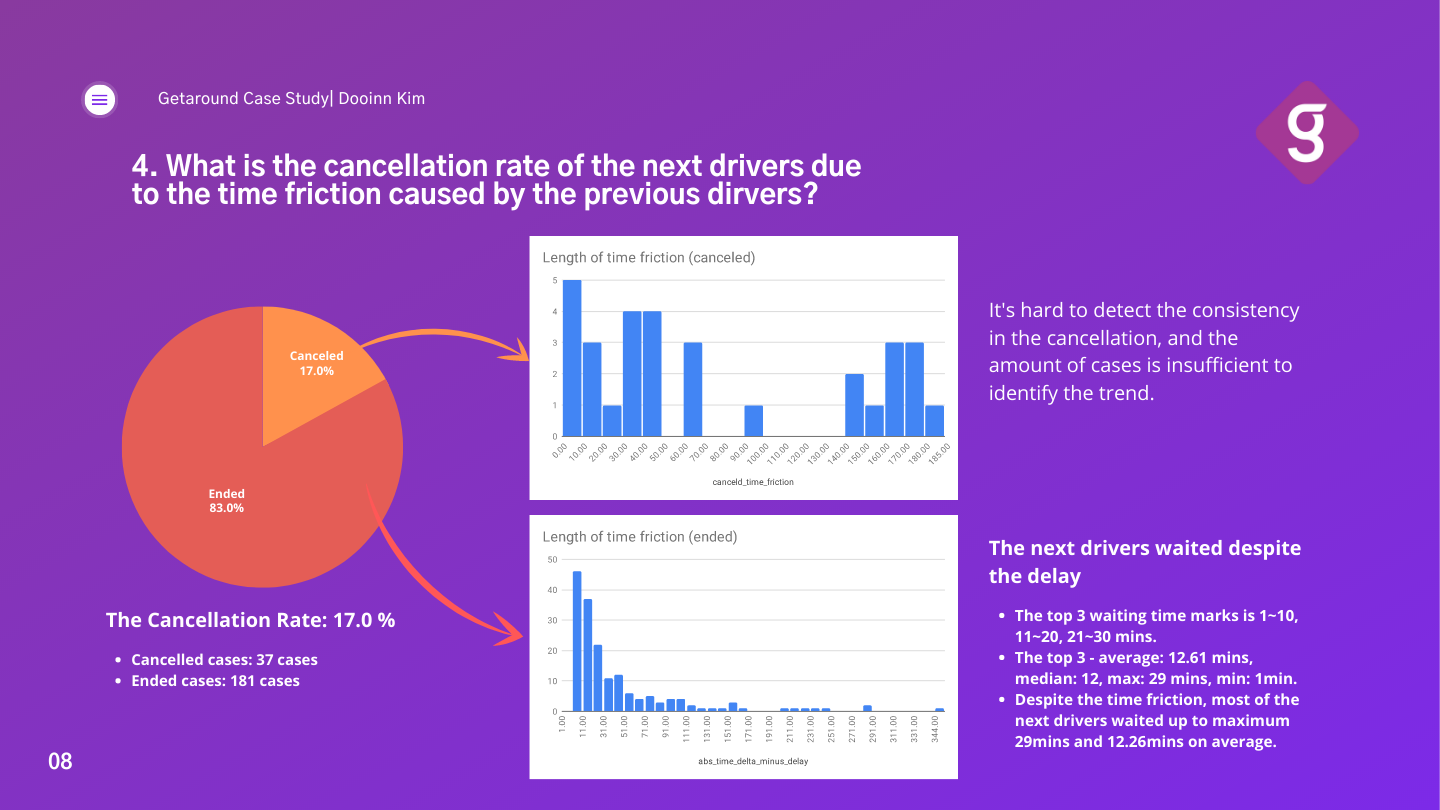 Getaround Case Study| Dooinn Kim
g
4. What is the cancellation rate of the next drivers due
to the time friction caused by the previous dirvers?
Canceled
17.0%
Ended
83.0%
The Cancellation Rate: 17.0 %
• Cancelled cases: 37 cases
• Ended cases: 181 cases
Length of time friction (canceled)
5
4
3
2
1
0
0.00 10.00 20.00 30.00 40.00 50.00 60.00 70.00 80.00 90.00 100.00 110.00 120.00 130.00 140.00 150.00 160.00 170.00 180.00 185.00
canceld_time_friction
Length of time friction (ended)
50
40
30
20
10
0
1.00 11.00 31.00 51.00 71.00 91.00 111.00 131.00 151.00 171.00 191.00 211.00 231.00 251.00 271.00 291.00 311.00 331.00 344.00
abs_time_delta_minus_delay
It's hard to detect the consistency
in the cancellation, and the
amount of cases is insufficient to
identify the trend.
The next drivers waited despite
the delay
• The top 3 waiting time marks is 1~10,
11~20, 21~30 mins.
• The top 3 - average: 12.61 mins,
median: 12, max: 29 mins, min: 1min.
• Despite the time friction, most of the
next drivers waited up to maximum
29mins and 12.26mins on average.
08